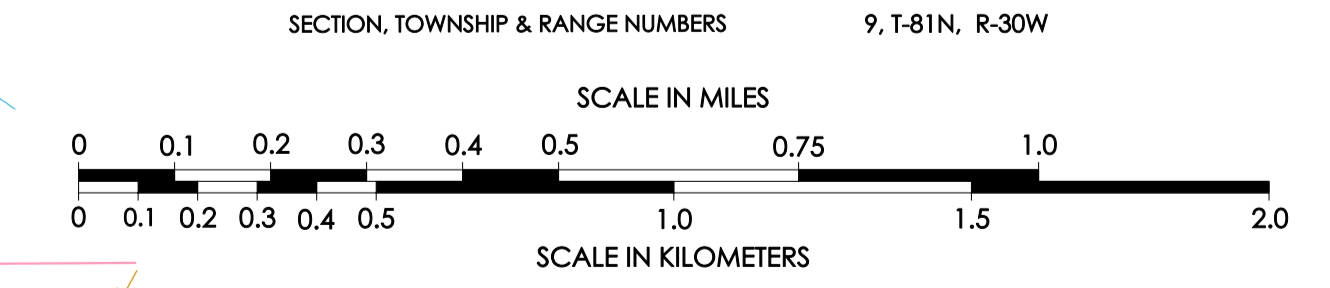 SECTION, TOWNSHIP & RANGE NUMBERS 9, T-81N, R-30W
SCALE IN MILES
0 0.1 0.2 0.3 0.4 0.5 0.75 1.0
0 0.1 0.2 0.3 0.4 0.5 1.0 1.5 2.0
SCALE IN KILOMETERS